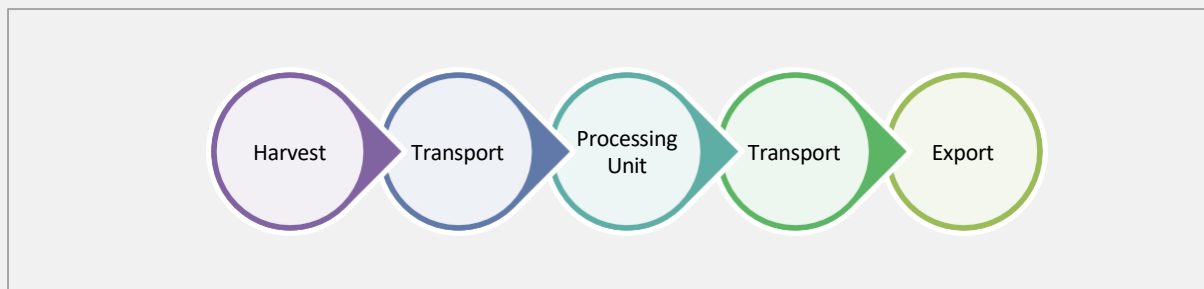 Harvest
Transport
Processing
Unit
Transport
Export